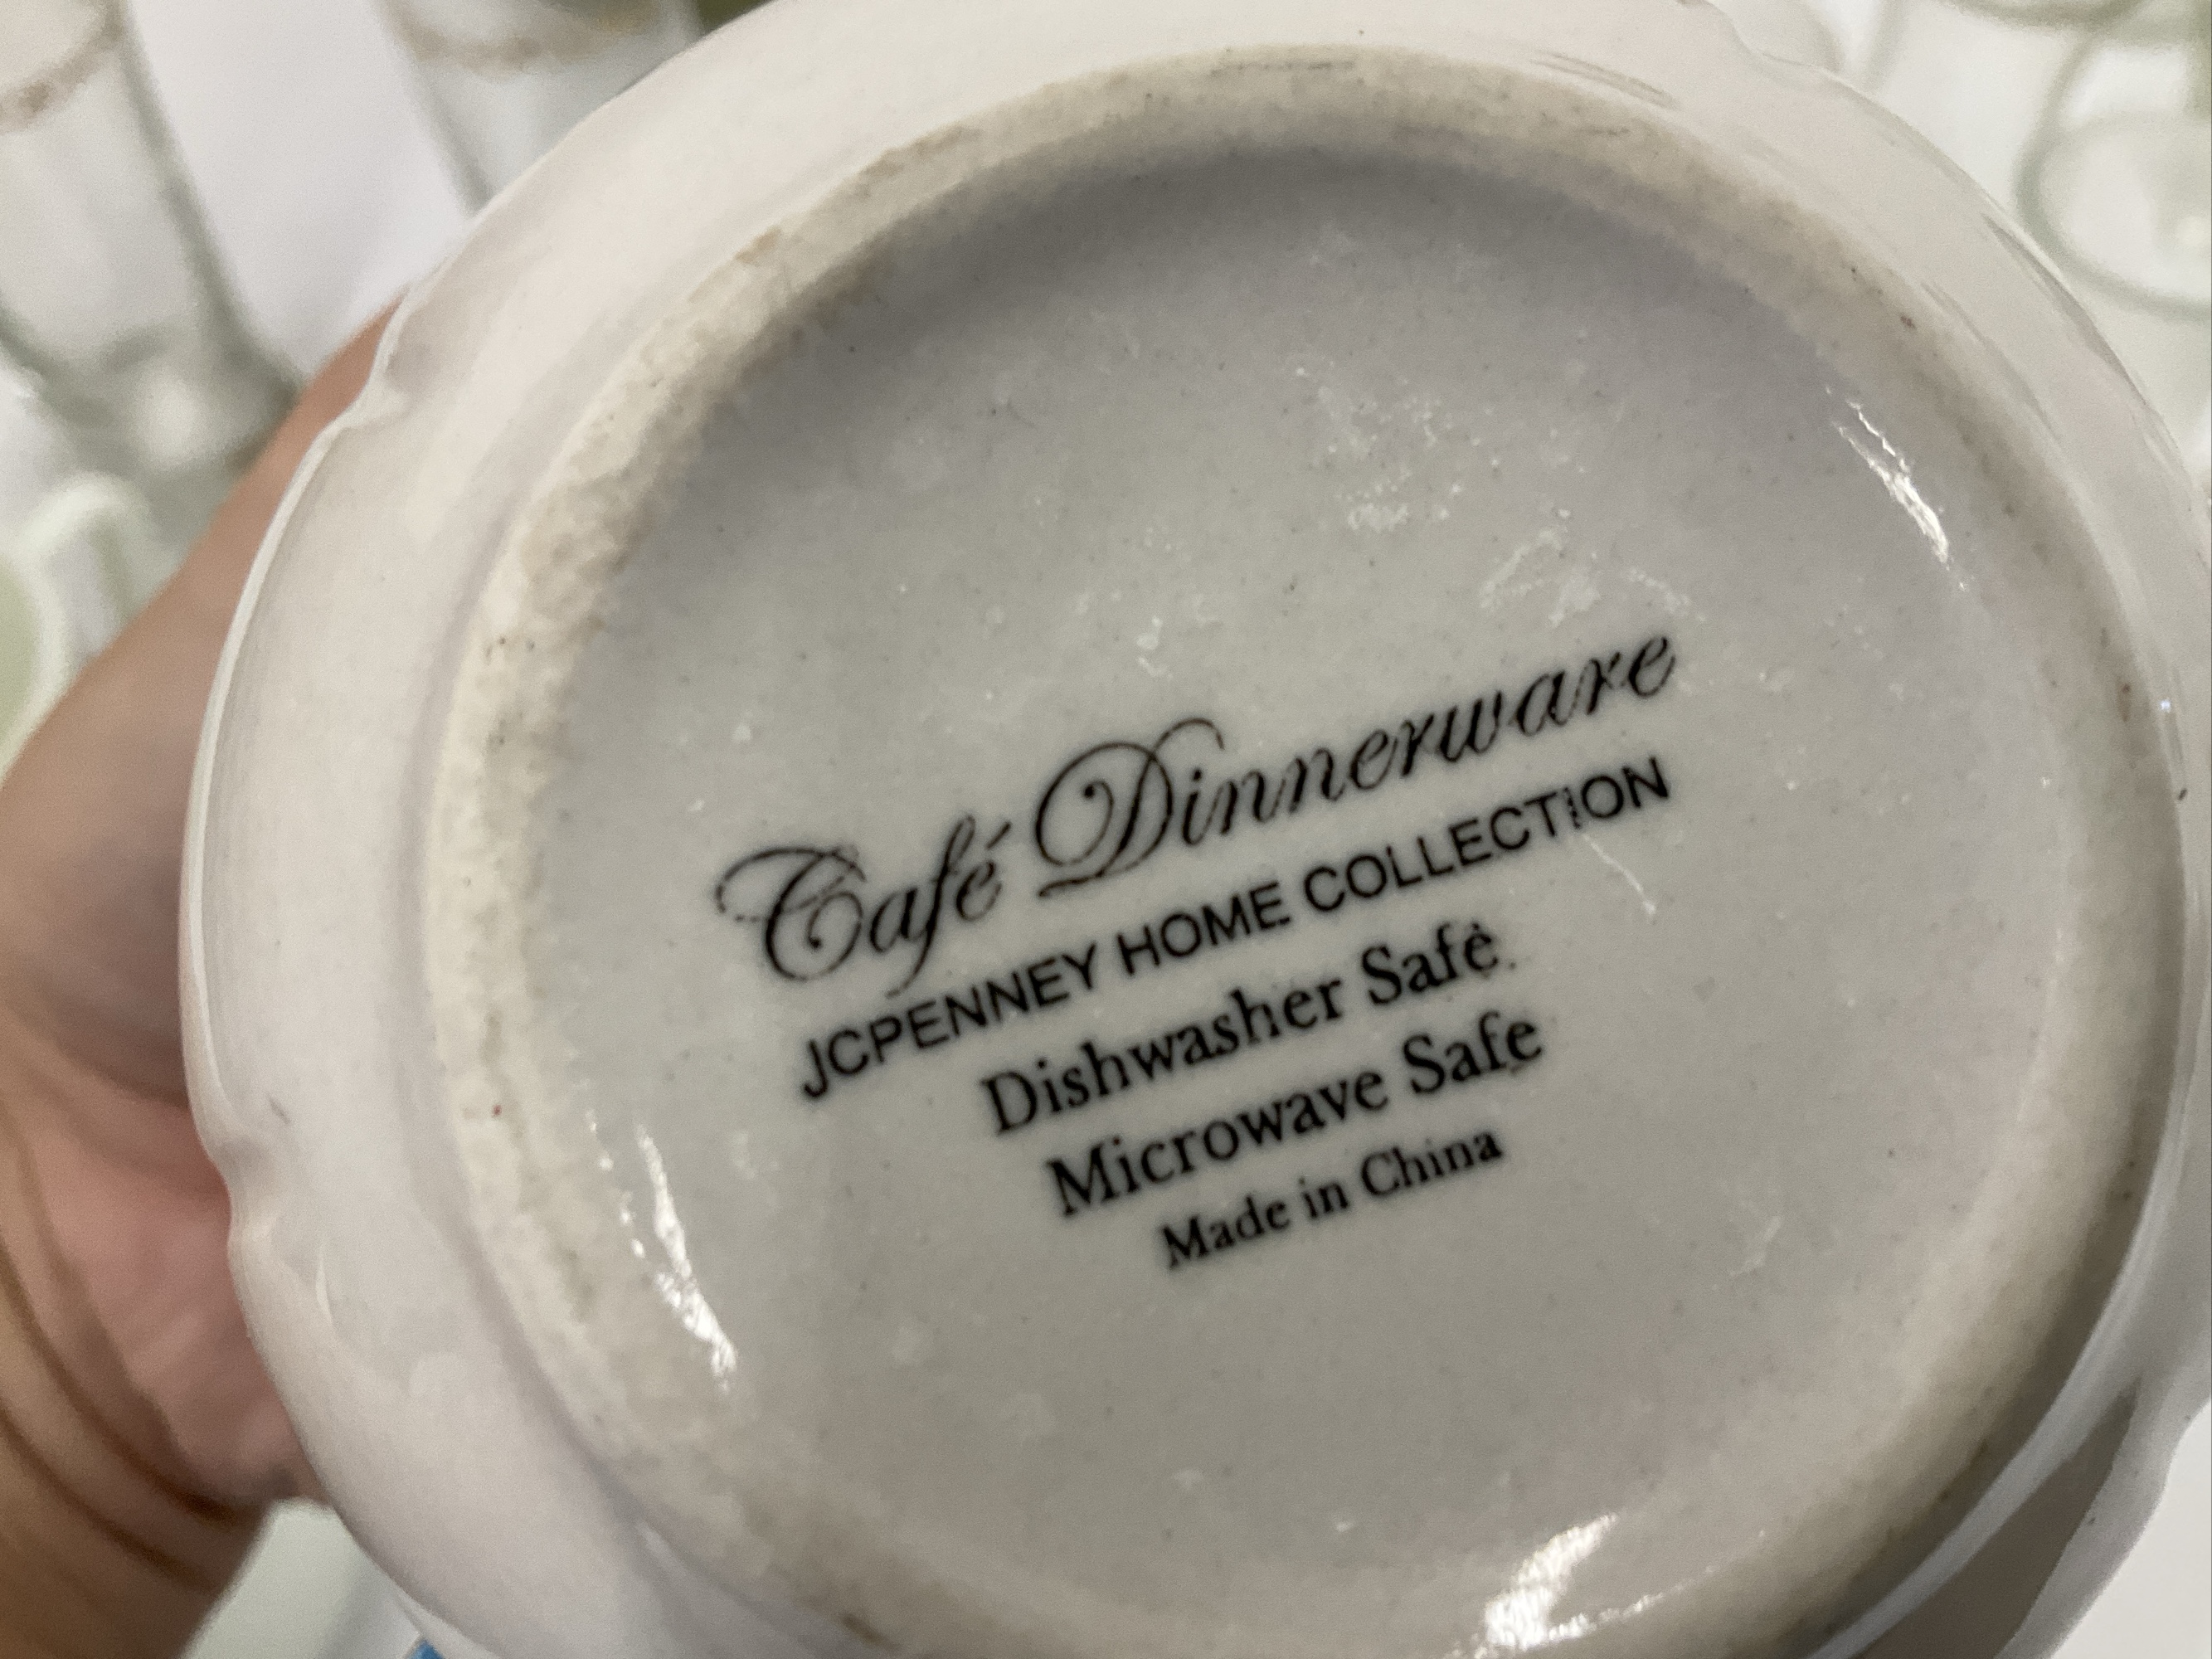 Café Dinnerware
JCPENNEY HOME COLLECTION
Dishwasher Safe
Microwave Safe
Made in China